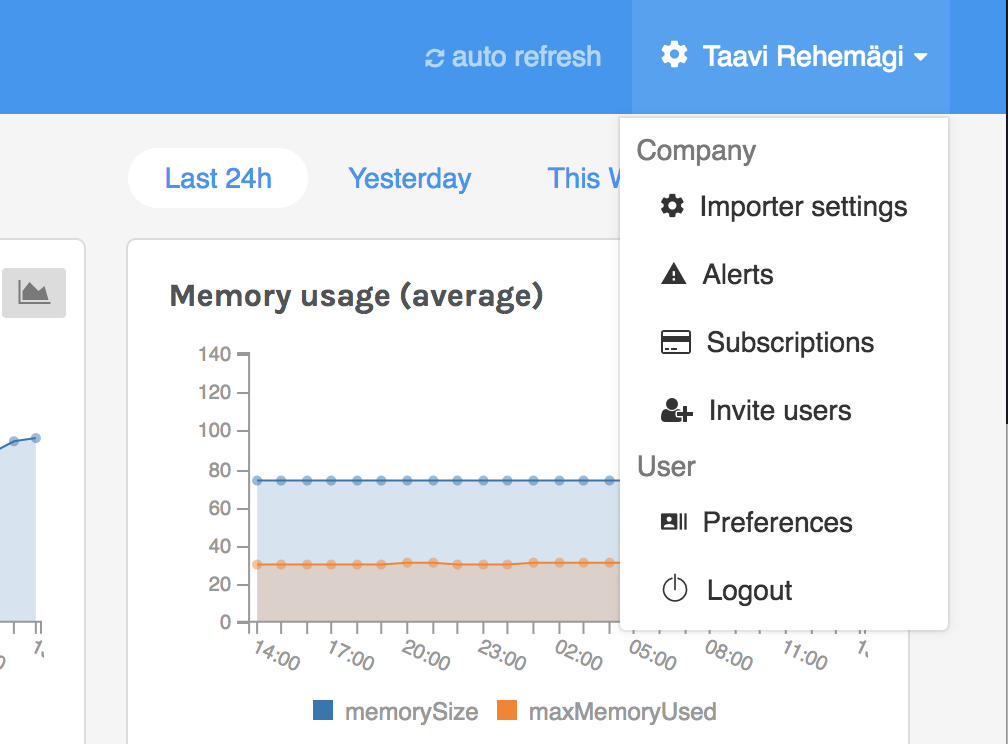 auto refresh
Taavi Rehemägi
Last 24h
Yesterday
This
Company
Importer settings
Alerts
Subscriptions
Invite users
User
Preferences
Logout
Memory usage (average)
140
120
100
80
60
40
20
0
14:00
17:00
20:00
23:00
02:00
05:00
08:00
11:00
memorySize
maxMemoryUsed